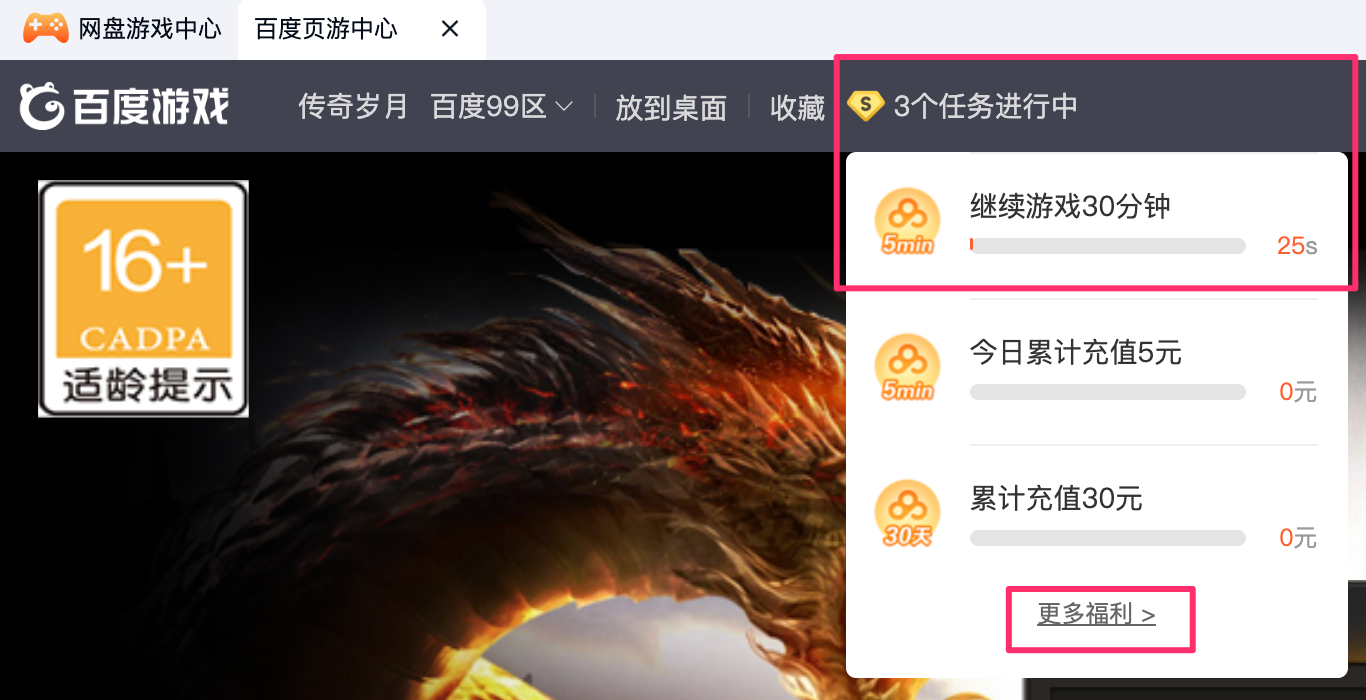 网盘游戏中心
百度页游中心
百度游戏
传奇岁月 百度99区 放到桌面 收藏 3个任务进行中
16+
CADPA
适龄提示
继续游戏30分钟
5min
25s
今日累计充值5元
5min
0元
累计充值30元
30天
0元
更多福利 >